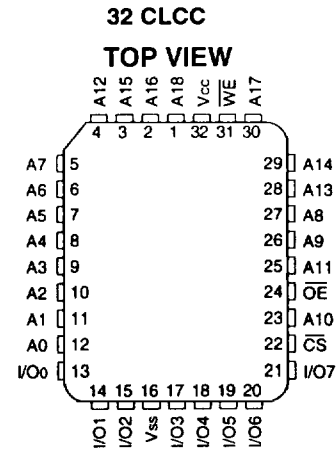 32 CLCC
TOP VIEW
A12 A15 A16 A18 Vcc W̅E̅ A17
4 3 2 1 32 31 30
A7 5 29 A14
A6 6 28 A13
A5 7 27 A8
A4 8 26 A9
A3 9 25 A11
A2 10 24 O̅E̅
A1 11 23 A10
A0 12 22 C̅S̅
I/O0 13 21 I/O7
14 15 16 17 18 19 20
I/O1 I/O2 Vss I/O3 I/O4 I/O5 I/O6